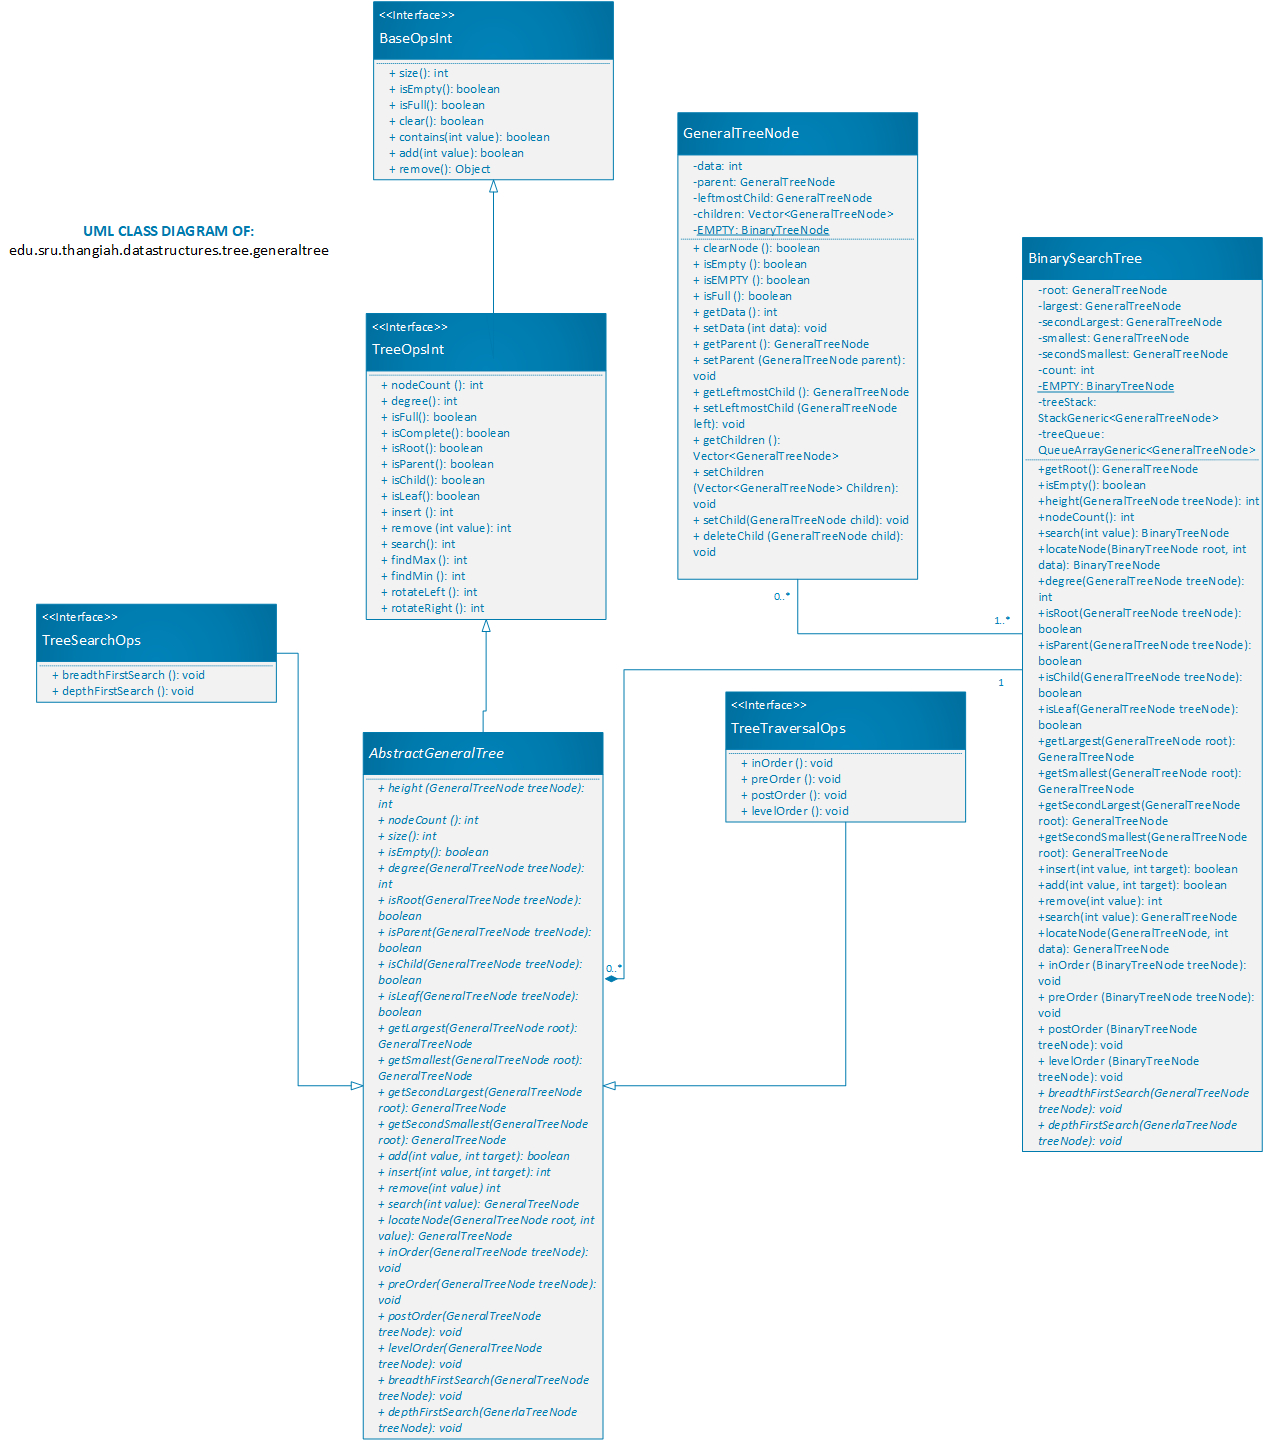 <<Interface>>
BaseOpsInt
+ size(): int
+ isEmpty(): boolean
+ isFull(): boolean
+ clear(): boolean
+ contains(int value): boolean
+ add(int value): boolean
+ remove(): Object
UML CLASS DIAGRAM OF:
edu.sru.thangiah.datastructures.tree.generaltree
<<Interface>>
TreeOpsInt
+ nodeCount (): int
+ degree(): int
+ isFull(): boolean
+ isComplete(): boolean
+ isRoot(): boolean
+ isParent(): boolean
+ isChild(): boolean
+ isLeaf(): boolean
+ insert (): int
+ remove (int value): int
+ search(): int
+ findMax (): int
+ findMin (): int
+ rotateLeft (): int
+ rotateRight (): int
GeneralTreeNode
-data: int
-parent: GeneralTreeNode
-leftmostChild: GeneralTreeNode
-children: Vector<GeneralTreeNode>
-EMPTY: BinaryTreeNode
+ clearNode (): boolean
+ isEmpty (): boolean
+ isEMPTY (): boolean
+ isFull (): boolean
+ getData (): int
+ setData (int data): void
+ getParent (): GeneralTreeNode
+ setParent (GeneralTreeNode parent):
void
+ getLeftmostChild (): GeneralTreeNode
+ setLeftmostChild (GeneralTreeNode
left): void
+ getChildren ():
Vector<GeneralTreeNode>
+ setChildren
(Vector<GeneralTreeNode> Children):
void
+ setChild(GeneralTreeNode child): void
+ deleteChild (GeneralTreeNode child):
void
0..*
1..*
1
0..*
BinarySearchTree
-root: GeneralTreeNode
-largest: GeneralTreeNode
-secondLargest: GeneralTreeNode
-smallest: GeneralTreeNode
-secondSmallest: GeneralTreeNode
-count: int
-EMPTY: BinaryTreeNode
-treeStack:
StackGeneric<GeneralTreeNode>
-treeQueue:
QueueArrayGeneric<GeneralTreeNode>
+getRoot(): GeneralTreeNode
+isEmpty(): boolean
+height(GeneralTreeNode treeNode): int
+nodeCount(): int
+search(int value): BinaryTreeNode
+locateNode(BinaryTreeNode root, int
data): BinaryTreeNode
+degree(GeneralTreeNode treeNode):
int
+isRoot(GeneralTreeNode treeNode):
boolean
+isParent(GeneralTreeNode treeNode):
boolean
+isChild(GeneralTreeNode treeNode):
boolean
+isLeaf(GeneralTreeNode treeNode):
boolean
+getLargest(GeneralTreeNode root):
GeneralTreeNode
+getSmallest(GeneralTreeNode root):
GeneralTreeNode
+getSecondLargest(GeneralTreeNode
root): GeneralTreeNode
+getSecondSmallest(GeneralTreeNode
root): GeneralTreeNode
+insert(int value, int target): boolean
+add(int value, int target): boolean
+remove(int value): int
+search(int value): GeneralTreeNode
+locateNode(GeneralTreeNode, int
data): GeneralTreeNode
+ inOrder (BinaryTreeNode treeNode):
void
+ preOrder (BinaryTreeNode treeNode):
void
+ postOrder (BinaryTreeNode
treeNode): void
+ levelOrder (BinaryTreeNode
treeNode): void
+ breadthFirstSearch(GeneralTreeNode
treeNode): void
+ depthFirstSearch(GenerlaTreeNode
treeNode): void
<<Interface>>
TreeSearchOps
+ breadthFirstSearch (): void
+ depthFirstSearch (): void
<<Interface>>
TreeTraversalOps
+ inOrder (): void
+ preOrder (): void
+ postOrder (): void
+ levelOrder (): void
AbstractGeneralTree
+ height (GeneralTreeNode treeNode):
int
+ nodeCount (): int
+ size(): int
+ isEmpty(): boolean
+ degree(GeneralTreeNode treeNode):
int
+ isRoot(GeneralTreeNode treeNode):
boolean
+ isParent(GeneralTreeNode treeNode):
boolean
+ isChild(GeneralTreeNode treeNode):
boolean
+ isLeaf(GeneralTreeNode treeNode):
boolean
+ getLargest(GeneralTreeNode root):
GeneralTreeNode
+ getSmallest(GeneralTreeNode root):
GeneralTreeNode
+ getSecondLargest(GeneralTreeNode
root): GeneralTreeNode
+ getSecondSmallest(GeneralTreeNode
root): GeneralTreeNode
+ add(int value, int target): boolean
+ insert(int value, int target): int
+ remove(int value) int
+ search(int value): GeneralTreeNode
+ locateNode(GeneralTreeNode root, int
value): GeneralTreeNode
+ inOrder(GeneralTreeNode treeNode):
void
+ preOrder(GeneralTreeNode treeNode):
void
+ postOrder(GeneralTreeNode
treeNode): void
+ levelOrder(GeneralTreeNode
treeNode): void
+ breadthFirstSearch(GeneralTreeNode
treeNode): void
+ depthFirstSearch(GenerlaTreeNode
treeNode): void